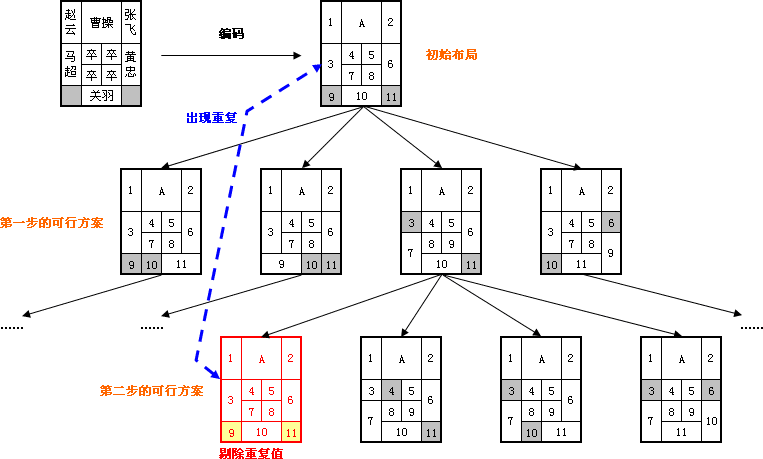 赵云 曹操 张飞
马超 卒 卒 黄忠
卒 卒
关羽
编码
1 A 2
4 5
3 6
7 8
9 10 11
初始布局
出现重复
第一步的可行方案
1 A 2
4 5
3 6
7 8
9 10 11
1 A 2
4 5
3 6
7 8
9 10 11
1 A 2
3 4 5
6
7 8 9
10 11
1 A 2
4 5 6
3
7 8 9
10 11
......
......
......
第二步的可行方案
1 A 2
4 5
3 6
7 8
9 10 11
剔除重复值
1 A 2
3 4 5
6
7 8 9
10 11
1 A 2
3 4 5
6
7 8 9
10 11
1 A 2
3 4 5 6
7 8 9 10
11